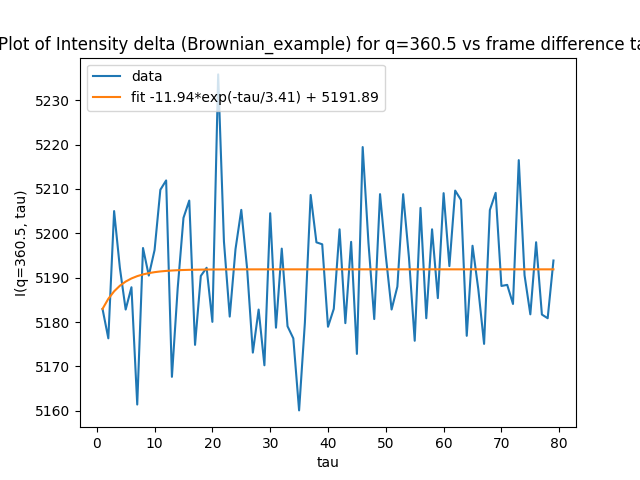 Plot of Intensity delta (Brownian_example) for q=360.5 vs frame difference ta
data
fit -11.94*exp(-tau/3.41) + 5191.89
I(q=360.5, tau)
5230
5220
5210
5200
5190
5180
5170
5160
0 10 20 30 40 50 60 70 80
tau